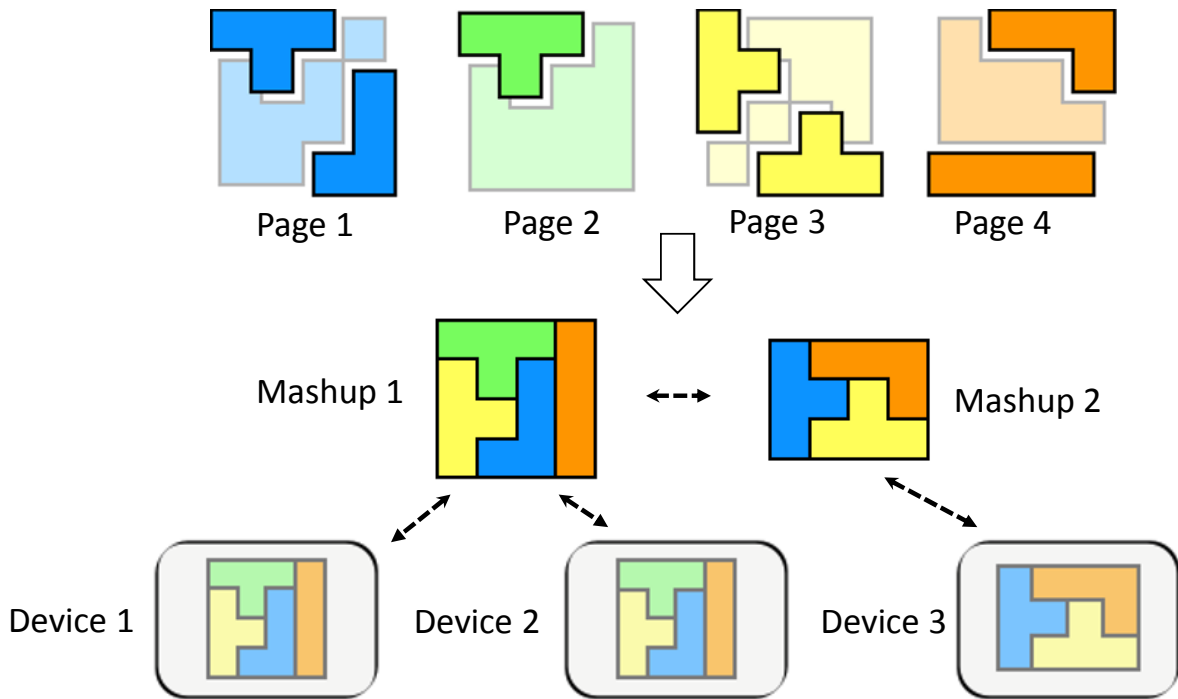 Page 1
Page 2
Page 3
Page 4
Mashup 1
Mashup 2
Device 1
Device 2
Device 3